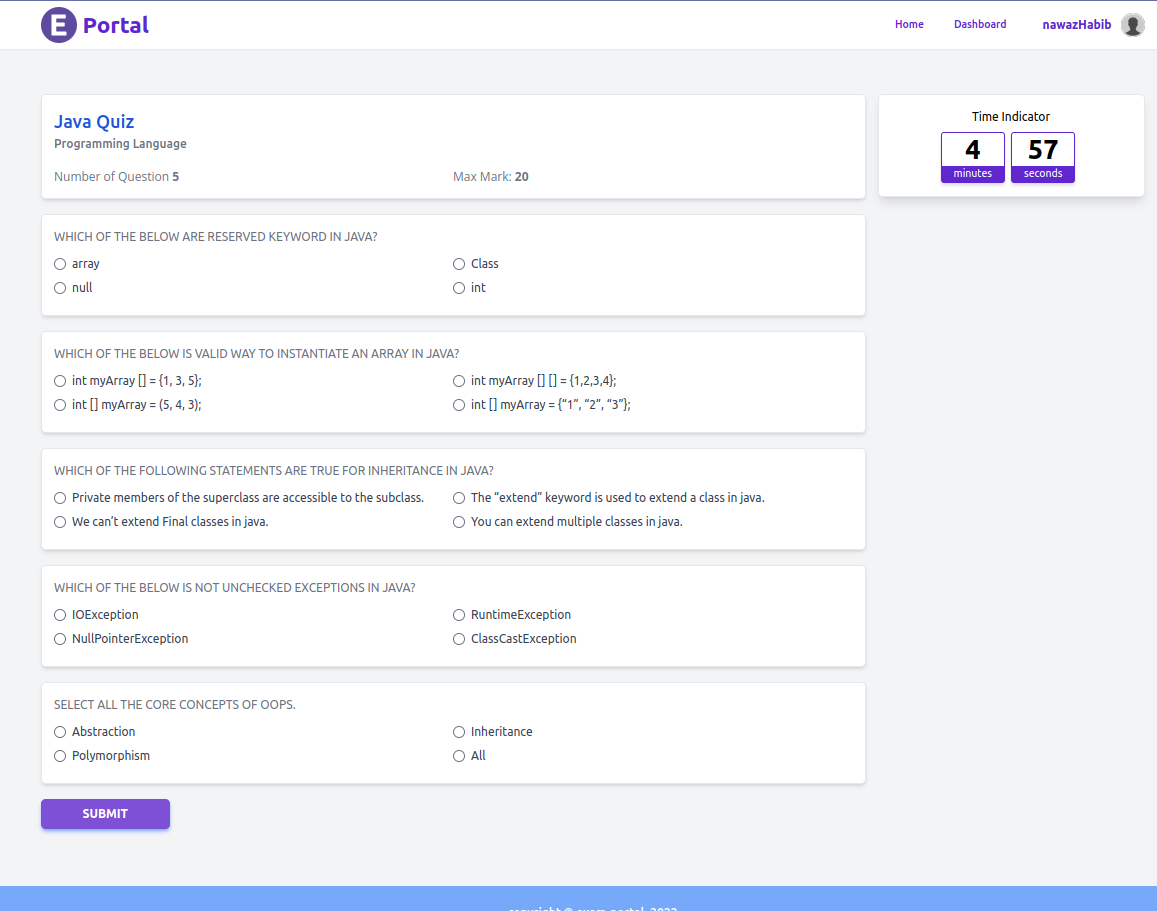 E Portal
Home Dashboard nawazHabib
Java Quiz
Programming Language
Number of Question 5 Max Mark: 20
Time Indicator
4 57
minutes seconds
WHICH OF THE BELOW ARE RESERVED KEYWORD IN JAVA?
array Class
null int
WHICH OF THE BELOW IS VALID WAY TO INSTANTIATE AN ARRAY IN JAVA?
int myArray [] = {1, 3, 5}; int myArray [] [] = {1,2,3,4};
int [] myArray = (5, 4, 3); int [] myArray = {“1”, “2”, “3”};
WHICH OF THE FOLLOWING STATEMENTS ARE TRUE FOR INHERITANCE IN JAVA?
Private members of the superclass are accessible to the subclass. The “extend” keyword is used to extend a class in java.
We can’t extend Final classes in java. You can extend multiple classes in java.
WHICH OF THE BELOW IS NOT UNCHECKED EXCEPTIONS IN JAVA?
IOException RuntimeException
NullPointerException ClassCastException
SELECT ALL THE CORE CONCEPTS OF OOPS.
Abstraction Inheritance
Polymorphism All
SUBMIT
copyright © exam-portal, 2022